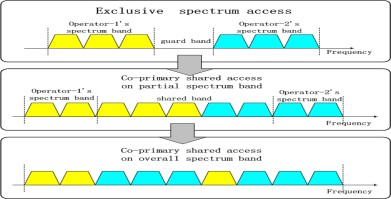 Exclusive spectrum access
Operator-1's
spectrum band
guard band
Operator-2's
spectrum band
Frequency
Co-primary shared access
on partial spectrum band
Operator-1's
spectrum band
shared band
Operator-2's
spectrum band
Frequency
Co-primary shared access
on overall spectrum band
Frequency